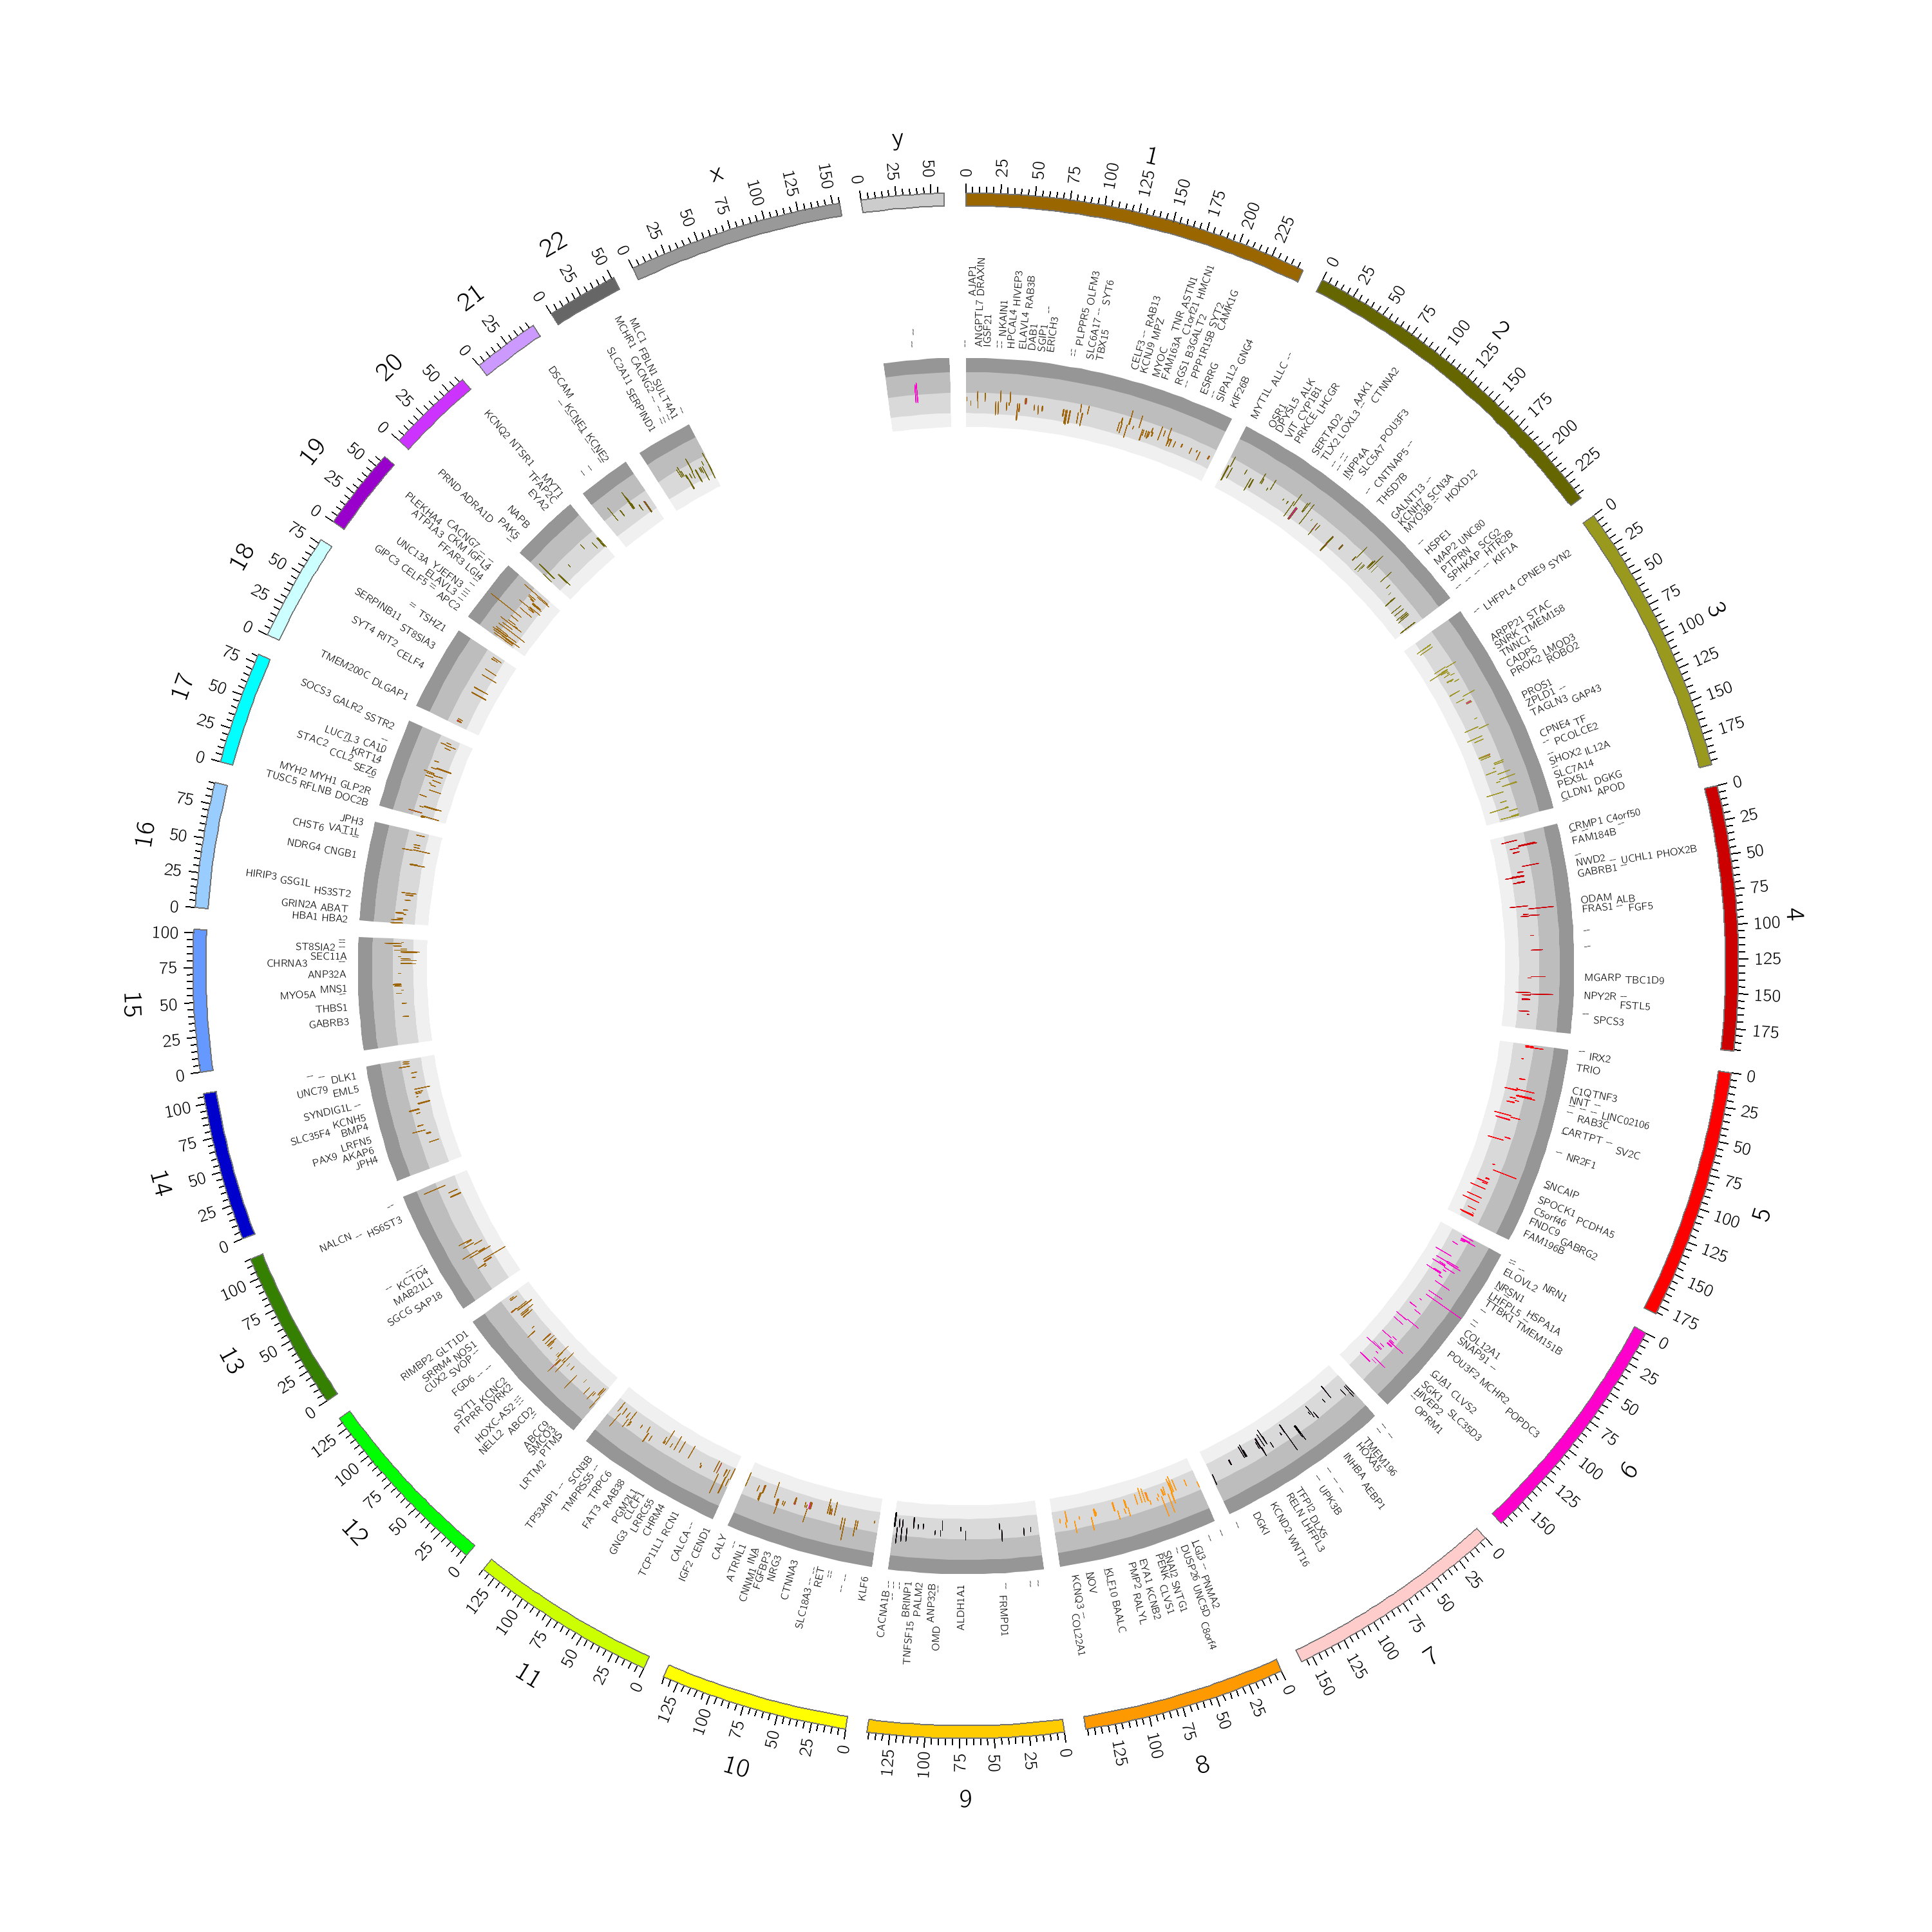 1
0 25 50 75 100 125 150 175 200 225
AJAP1
ANGPTL7 DRAXIN
IGSF21
-- NKAIN1
HPCAL4 HIVEP3
ELAVL4 RAB3B
DAB1
SGIP1 --
ERICH3
-- PLPPR5 OLFM3
SLC6A17 -- SYT6
TBX15
CELF3 -- RAB13
KCNJ9 MPZ
MYOC TNR ASTN1
FAM163A C1orf21 HMCN1
RGS1 B3GALT2
-- PPP1R15B SYT2
ESRRG CAMK1G
-- SIPA1L2 GNG4
KIF26B
2
0 25 50 75 100 125 150 175 200 225
MYT1L ALLC --
OSR1
DPYSL5 ALK
VIT CYP1B1
PRKCE LHCGR
SERTAD2 AAK1
TLX2 LOXL3 -- CTNNA2
INPP4A
SLC5A7 POU3F3
-- CNTNAP5 --
THSD7B
GALNT13 --
KCNH7 SCN3A
MYO3B -- HOXD12
-- HSPE1
MAP2 UNC80
PTPRN SCG2
SPHKAP HTR2B
-- -- -- -- KIF1A
3
0 25 50 75 100 125 150 175
-- LHFPL4 CPNE9 SYN2
ARPP21 STAC
SNRK TMEM158
TNNC1
CADPS LMOD3
PROK2 ROBO2
PROS1
ZPLD1 --
TAGLN3 GAP43
CPNE4 TF
-- PCOLCE2
SHOX2 IL12A
SLC7A14
PEX5L DGKG
CLDN1 APOD
4
0 25 50 75 100 125 150 175
CRMP1 C4orf50
FAM184B --
NWD2 -- UCHL1 PHOX2B
GABRB1 --
ODAM ALB
FRAS1 -- FGF5
--
--
MGARP TBC1D9
NPY2R --
FSTL5
-- SPCS3
5
0 25 50 75 100 125 150 175
-- IRX2
TRIO
C1QTNF3
NNT --
-- -- -- LINC02106
RAB3C
CARTPT -- SV2C
-- NR2F1
SNCAIP
SPOCK1 PCDHA5
C5orf46
FNDC9 GABRG2
FAM196B
6
0 25 50 75 100 125 150
-- --
ELOVL2 NRN1
NRSN1
LHFPL5 HSPA1A
TTBK1 TMEM151B
--
COL12A1
SNAP91 --
POU3F2 MCHR2 POPDC3
GJA1 CLVS2
SGK1 SLC35D3
HIVEP2
OPRM1
7
0 25 50 75 100 125 150
-- --
TMEM196
HOXA5
INHBA AEBP1
-- -- --
-- UPK3B
TFPI2 DLX5
RELN LHFPL3
KCND2 WNT16
DGKI
--
8
0 25 50 75 100 125
-- --
LGI3 -- PNMA2
DUSP26 UNC5D C8orf4
SNAI2 SNTG1
PENK CLVS1
EYA1 KCNB2
PMP2 RALYL
KLF10 BAALC
NOV
KCNQ3 -- COL22A1
9
0 25 50 75 100 125
-- --
-- FRMPD1
ALDH1A1
OMD ANP32B
PALM2
TNFSF15 BRINP1
CACNA1B --
10
0 25 50 75 100 125
KLF6
-- --
RET
SLC18A3 -- --
CTNNA3
NRG3
FGFBP3
CNNM1 INA
ATRNL1 --
CALY
11
0 25 50 75 100 125
IGF2 CEND1
CALCA --
TCP11L1 RCN1
CHRM4
LRRC55
GNG3 CLCF1
PGM2L1
FAT3 RAB38
TRPC6
TMPRSS5 --
TP53AIP1 -- SCN3B
12
0 25 50 75 100 125
LRTM2 PTMS
SMCO3
ABCC9
NELL2 ABCD2
HOXC-AS2 --
PTPRR DYRK2
SYT1 KCNC2
FGD6 -- --
CUX2 SVOP --
SRRM4 NOS1
RIMBP2 GLT1D1
13
0 25 50 75 100
SGCG SAP18
MAB21L1
-- KCTD4
-- --
NALCN -- HS6ST3
--
14
0 25 50 75 100
JPH4
PAX9 AKAP6
LRFN5
SLC35F4 BMP4
KCNH5
SYNDIG1L --
UNC79 EML5
-- -- DLK1
15
0 25 50 75 100
GABRB3
THBS1
MYO5A MNS1
ANP32A
CHRNA3 SEC11A
ST8SIA2 --
16
0 25 50 75
HBA1 HBA2
GRIN2A ABAT
HIRIP3 GSG1L HS3ST2
NDRG4 CNGB1
CHST6 VAT1L
JPH3
17
0 25 50 75
TUSC5 RFLNB DOC2B
MYH2 MYH1 GLP2R
SEZ6
STAC2 CCL2
KRT14
LUC7L3 CA10
SOCS3 GALR2 SSTR2
18
0 25 50 75
TMEM200C DLGAP1
SYT4 RIT2 CELF4
SERPINB11 ST8SIA3
-- TSHZ1
19
0 25 50
APC2
GIPC3 CELF5 --
ELAVL3
UNC13A YJEFN3
FFAR3 LGI4
ATP1A3 CKM IGFL4
PLEKHA4 CACNG7 --
20
0 25 50
PRND ADRA1D PAK5
NAPB
EYA2
TFAP2C
MYT1
KCNQ2 NTSR1
21
0 25
-- --
DSCAM -- KCNE1 KCNE2
22
0 25 50
SLC2A11 SERPIND1
MCHR1 CACNG2 --
MLC1 FBLN1 SULT4A1
x
0 25 50 75 100 125 150
y
0 25 50
-- --